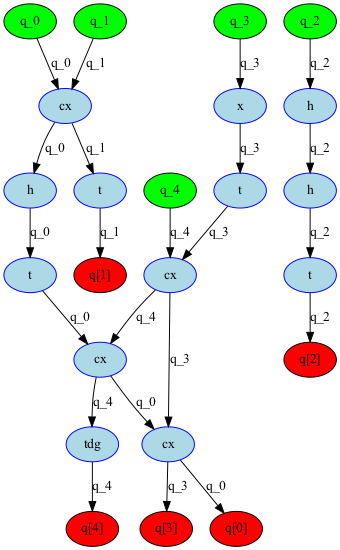 q_0 q_1 q_3 q_2
q_0 q_1 q_3 q_2
cx x h
q_0 q_1 q_3 q_2
h t q_4 t h
q_0 q_1 q_4 q_3 q_2
t q[1] cx t
q_0 q_4 q_2
cx q_3 q[2]
q_4 q_0
tdg cx
q_4 q_3 q_0
q[4] q[3] q[0]